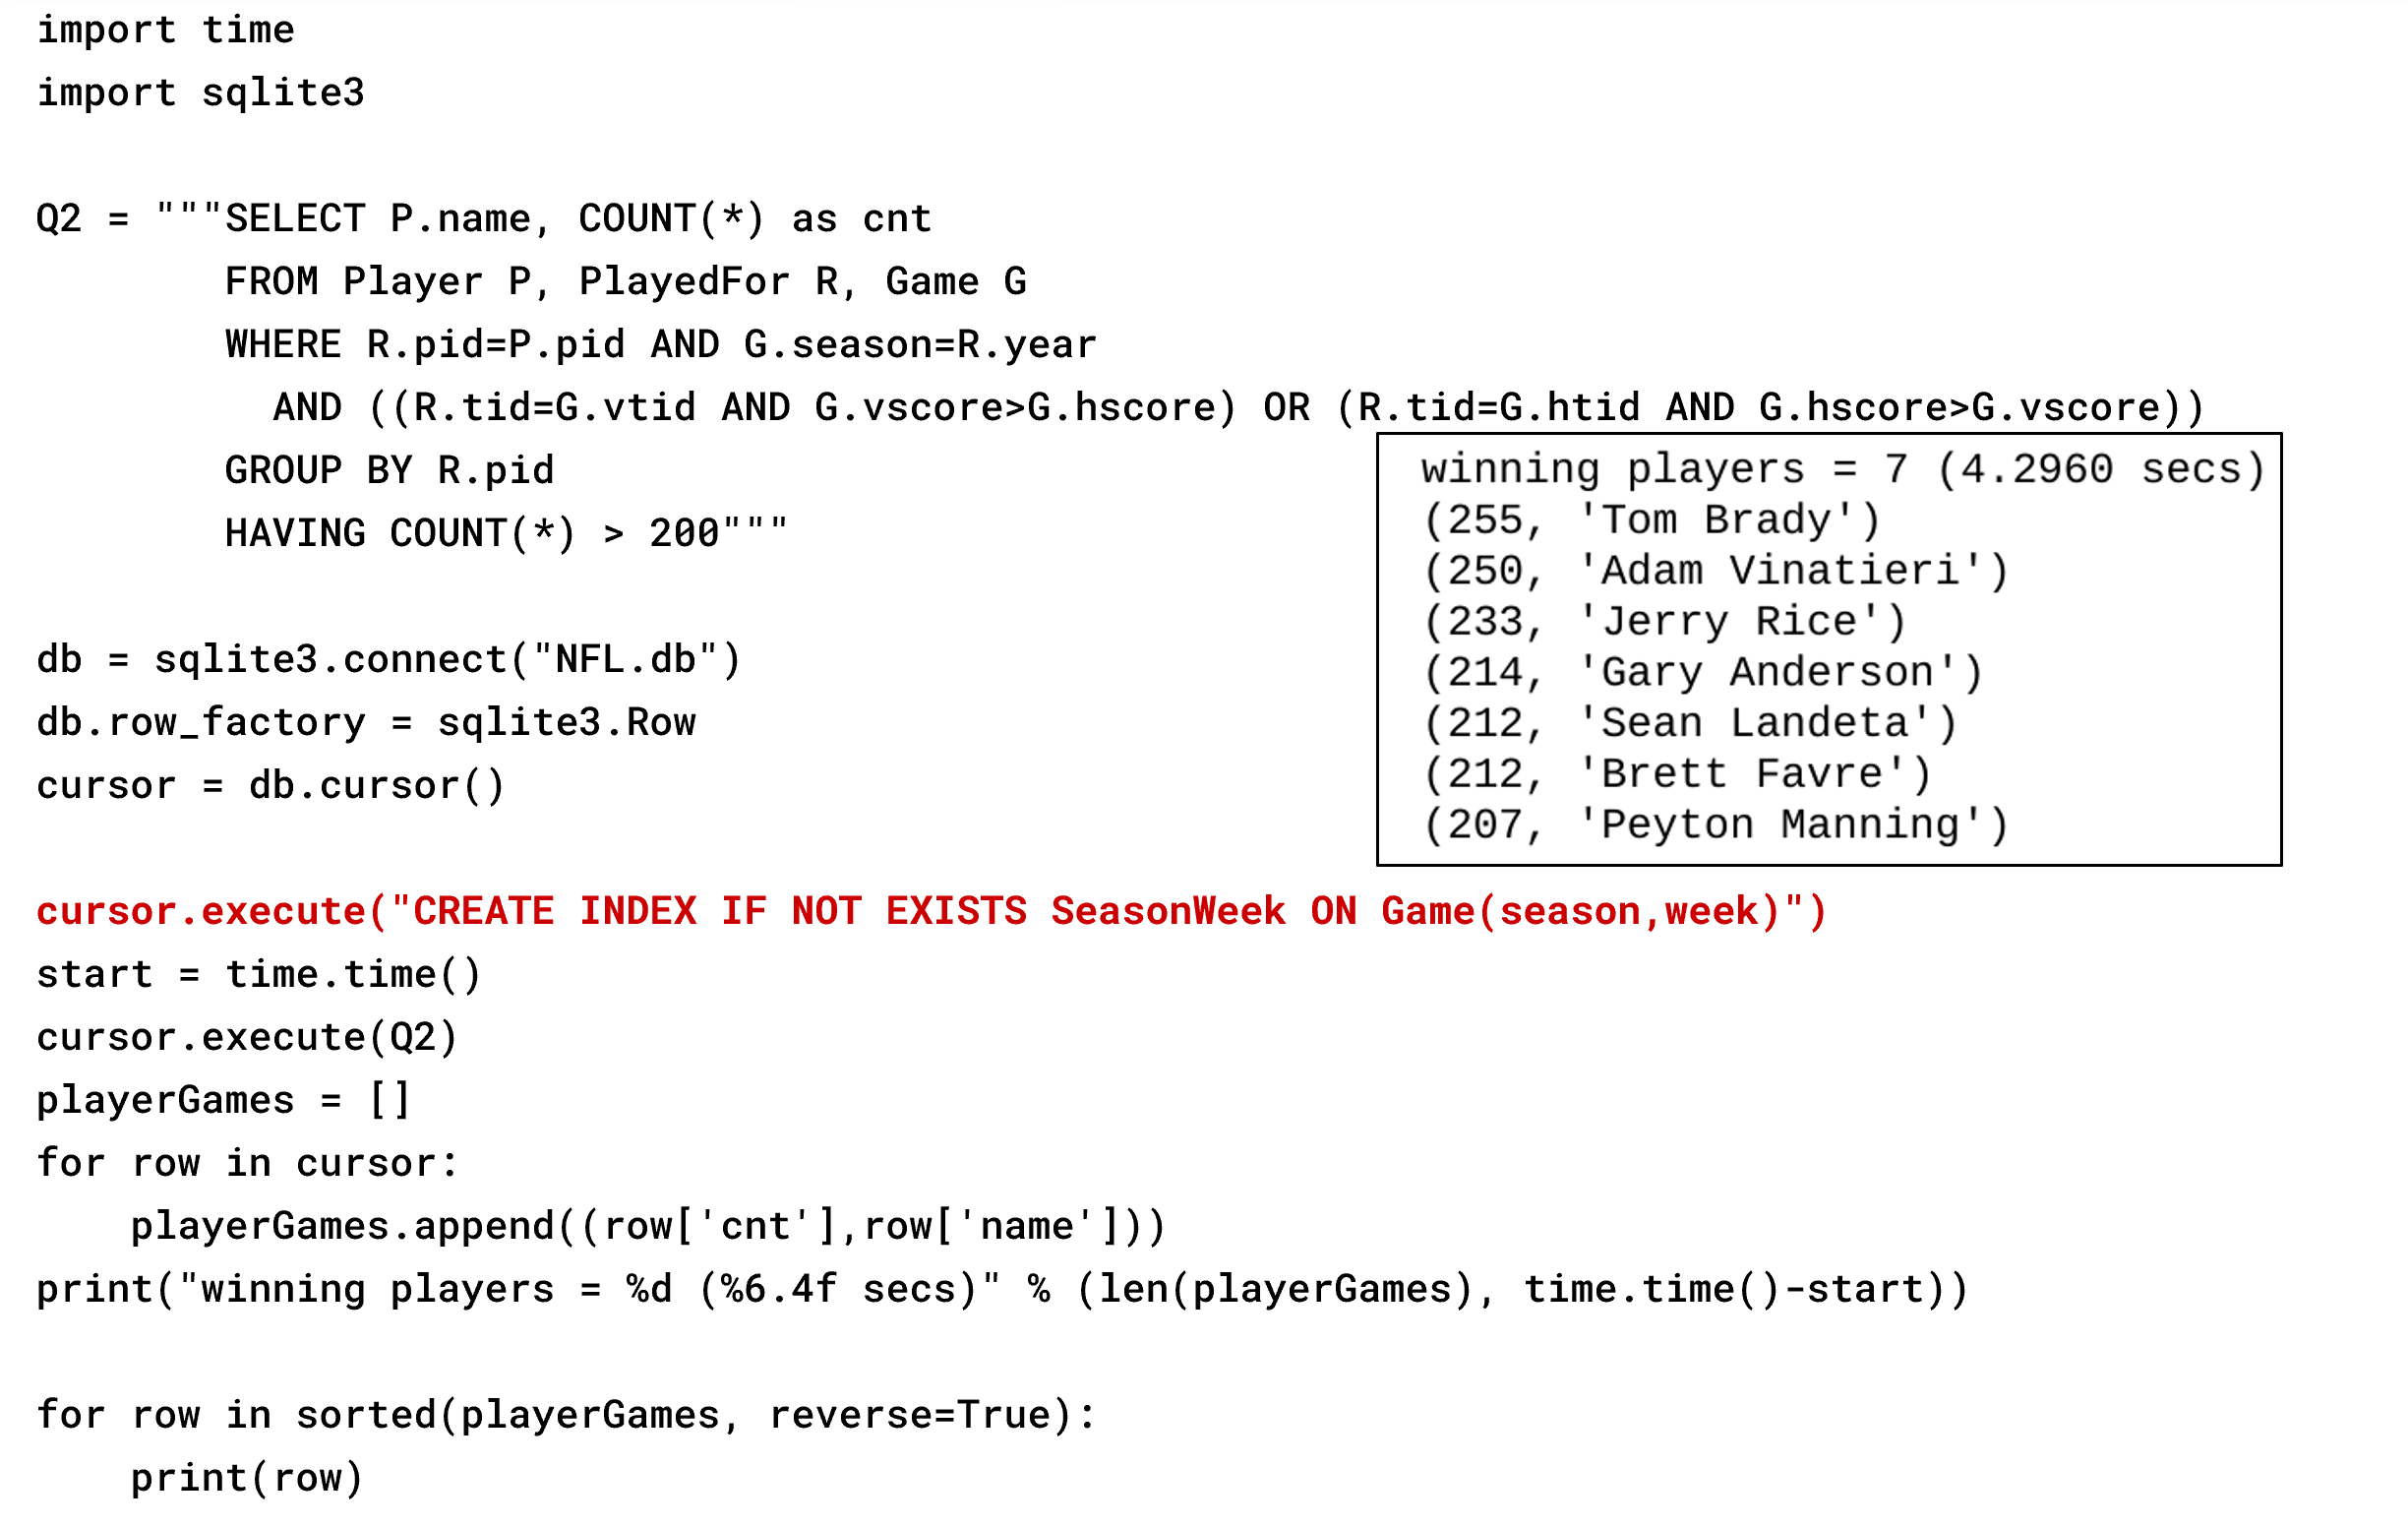 import time
import sqlite3
Q2 = """SELECT P.name, COUNT(*) as cnt
        FROM Player P, PlayedFor R, Game G
        WHERE R.pid=P.pid AND G.season=R.year
          AND ((R.tid=G.vtid AND G.vscore>G.hscore) OR (R.tid=G.htid AND G.hscore>G.vscore))
        GROUP BY R.pid
        HAVING COUNT(*) > 200"""
db = sqlite3.connect("NFL.db")
db.row_factory = sqlite3.Row
cursor = db.cursor()
cursor.execute("CREATE INDEX IF NOT EXISTS SeasonWeek ON Game(season,week)")
start = time.time()
cursor.execute(Q2)
playerGames = []
for row in cursor:
    playerGames.append((row['cnt'],row['name']))
print("winning players = %d (%6.4f secs)" % (len(playerGames), time.time()-start))
for row in sorted(playerGames, reverse=True):
    print(row)
winning players = 7 (4.2960 secs)
(255, 'Tom Brady')
(250, 'Adam Vinatieri')
(233, 'Jerry Rice')
(214, 'Gary Anderson')
(212, 'Sean Landeta')
(212, 'Brett Favre')
(207, 'Peyton Manning')